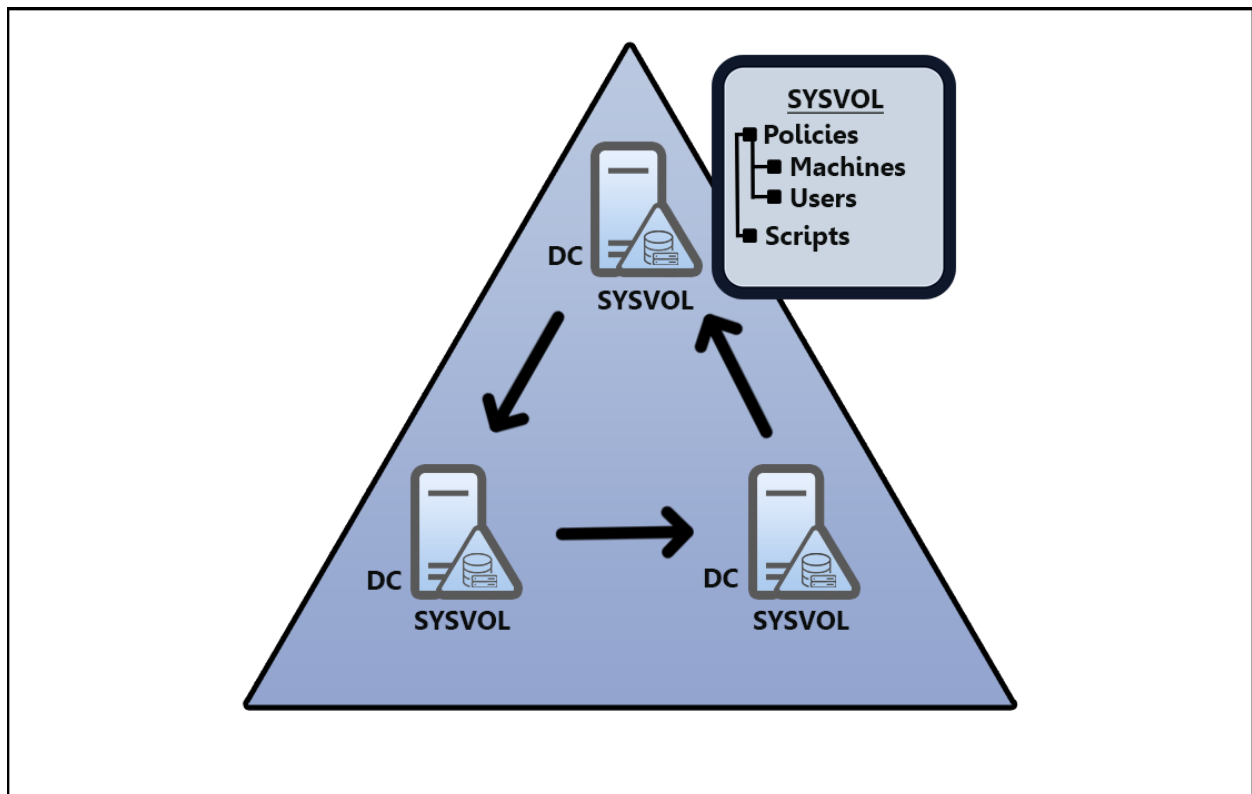 SYSVOL
Policies
Machines
Users
Scripts
DC
SYSVOL
DC
SYSVOL
DC
SYSVOL